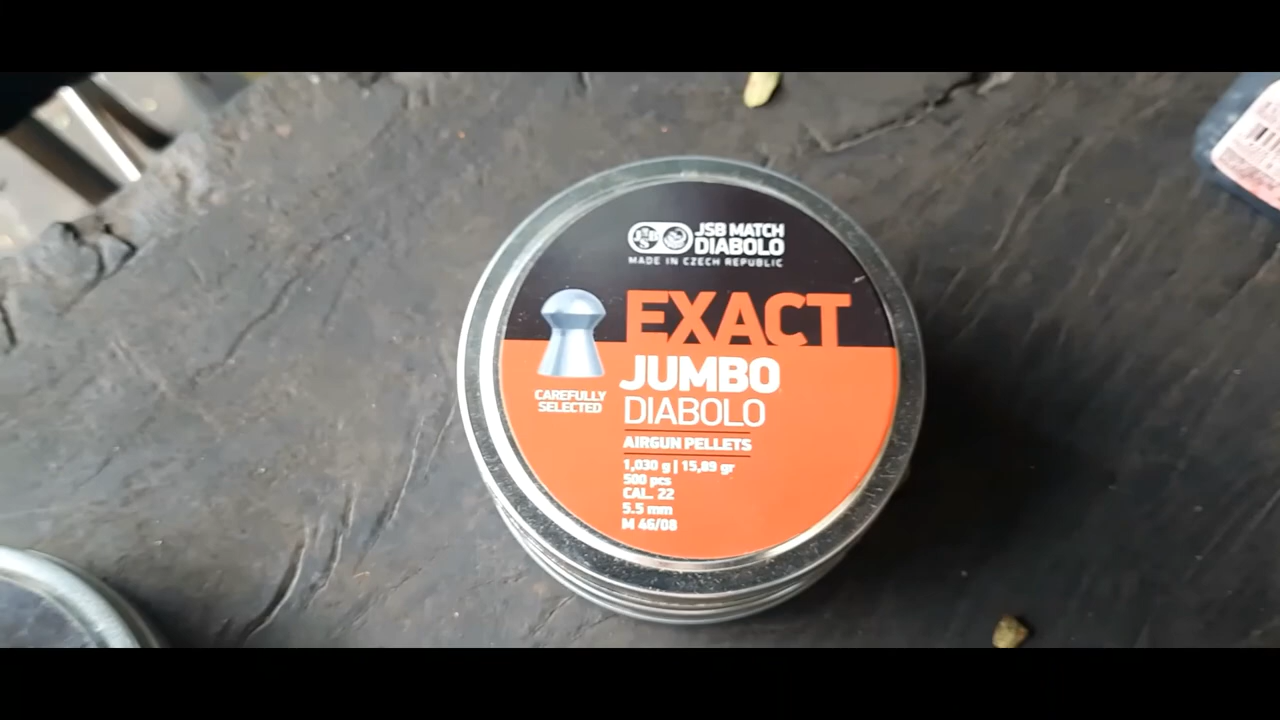 JSB MATCH
DIABOLO
MADE IN CZECH REPUBLIC
EXACT
JUMBO
DIABOLO
CAREFULLY
SELECTED
AIRGUN PELLETS
1,030 g | 15,89 gr
500 pcs
CAL. 22
5.5 mm
M 46/08